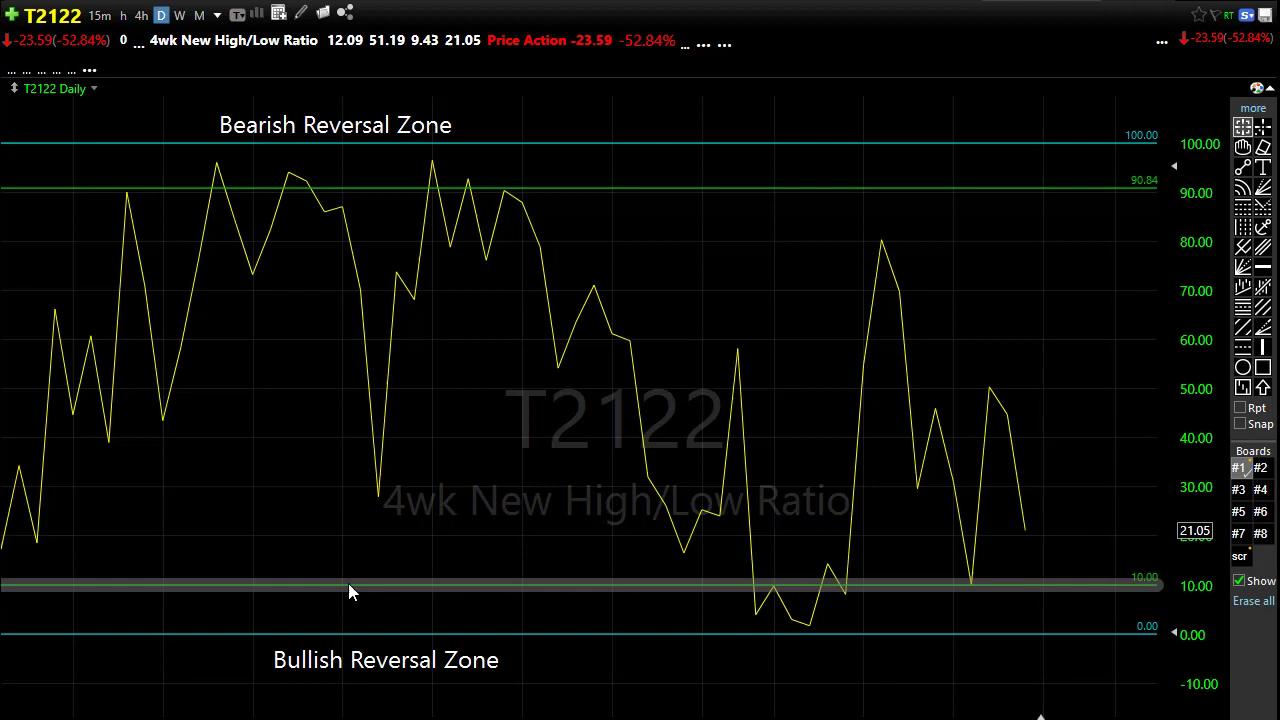 T2122 15m h 4h D W M
RT S
-23.59(-52.84%) 0 ... 4wk New High/Low Ratio 12.09 51.19 9.43 21.05 Price Action -23.59 -52.84% ... ... ... ... -23.59(-52.84%)
... ... ... ... ... ...
T2122 Daily
more
Bearish Reversal Zone
100.00
100.00
90.84
90.00
80.00
70.00
60.00
50.00
T2122
40.00
Rpt
Snap
Boards
#1 #2
30.00
4wk New High/Low Ratio
#3 #4
#5 #6
21.05
#7 #8
scr
10.00
10.00
Show
Erase all
0.00
0.00
Bullish Reversal Zone
-10.00